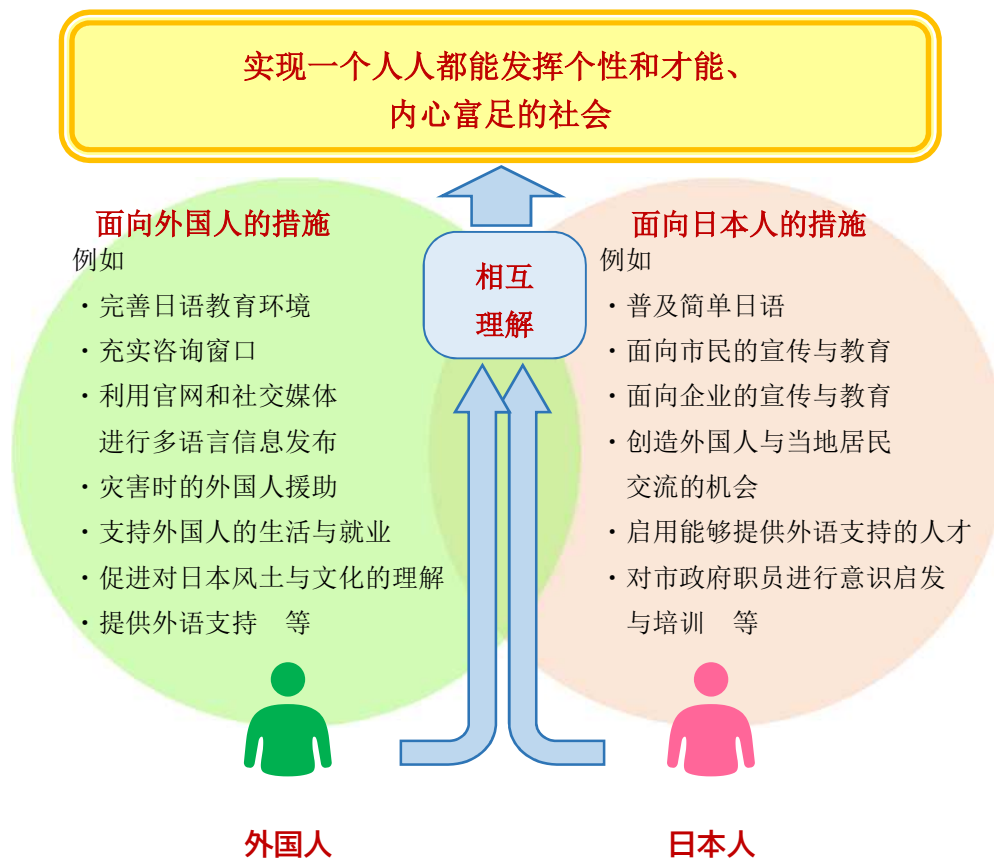 实现一个人人都能发挥个性和才能、
内心富足的社会
面向外国人的措施
例如
・完善日语教育环境
・充实咨询窗口
・利用官网和社交媒体
进行多语言信息发布
・灾害时的外国人援助
・支持外国人的生活与就业
・促进对日本风土与文化的理解
・提供外语支持　等
相互
理解
面向日本人的措施
例如
・普及简单日语
・面向市民的宣传与教育
・面向企业的宣传与教育
・创造外国人与当地居民
交流的机会
・启用能够提供外语支持的人才
・对市政府职员进行意识启发
与培训　等
外国人
日本人